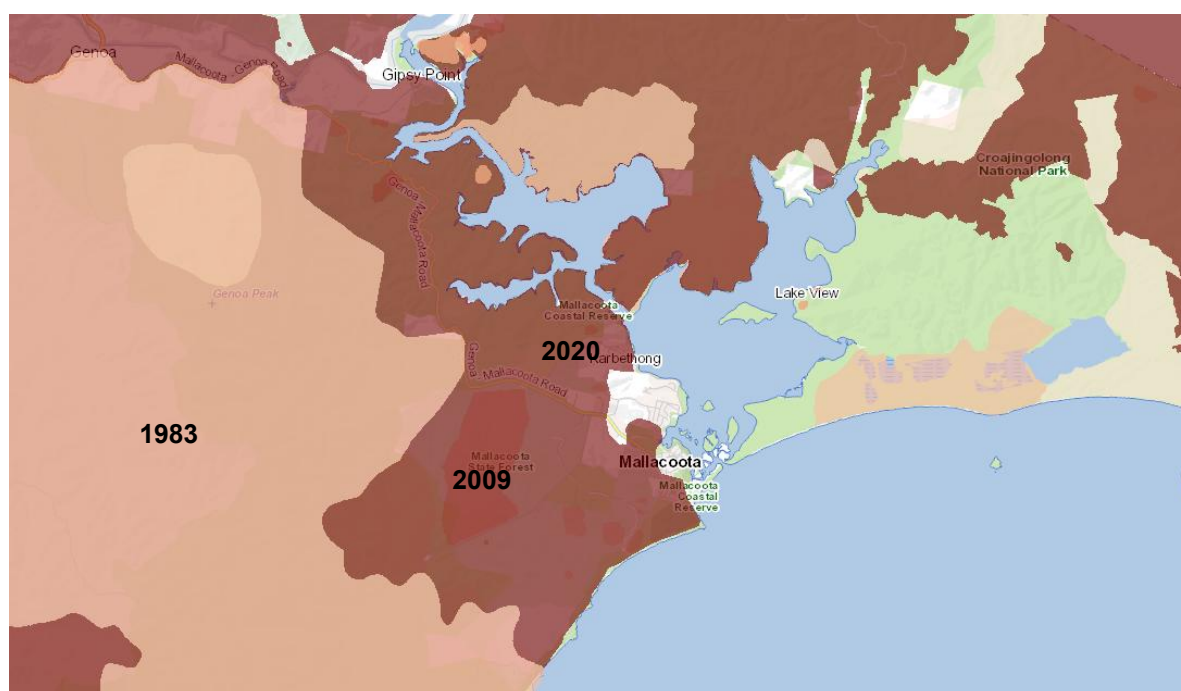 Genoa
Mallacoota - Genoa Road
Gipsy Point
Croajingolong
National Park
Genoa Mallacoota Road
Genoa Peak
Lake View
Mallacoota
Coastal Reserve
2020
Karbethong
Genoa Mallacoota Road
1983
Mallacoota
State Forest
2009
Mallacoota
Mallacoota
Coastal
Reserve